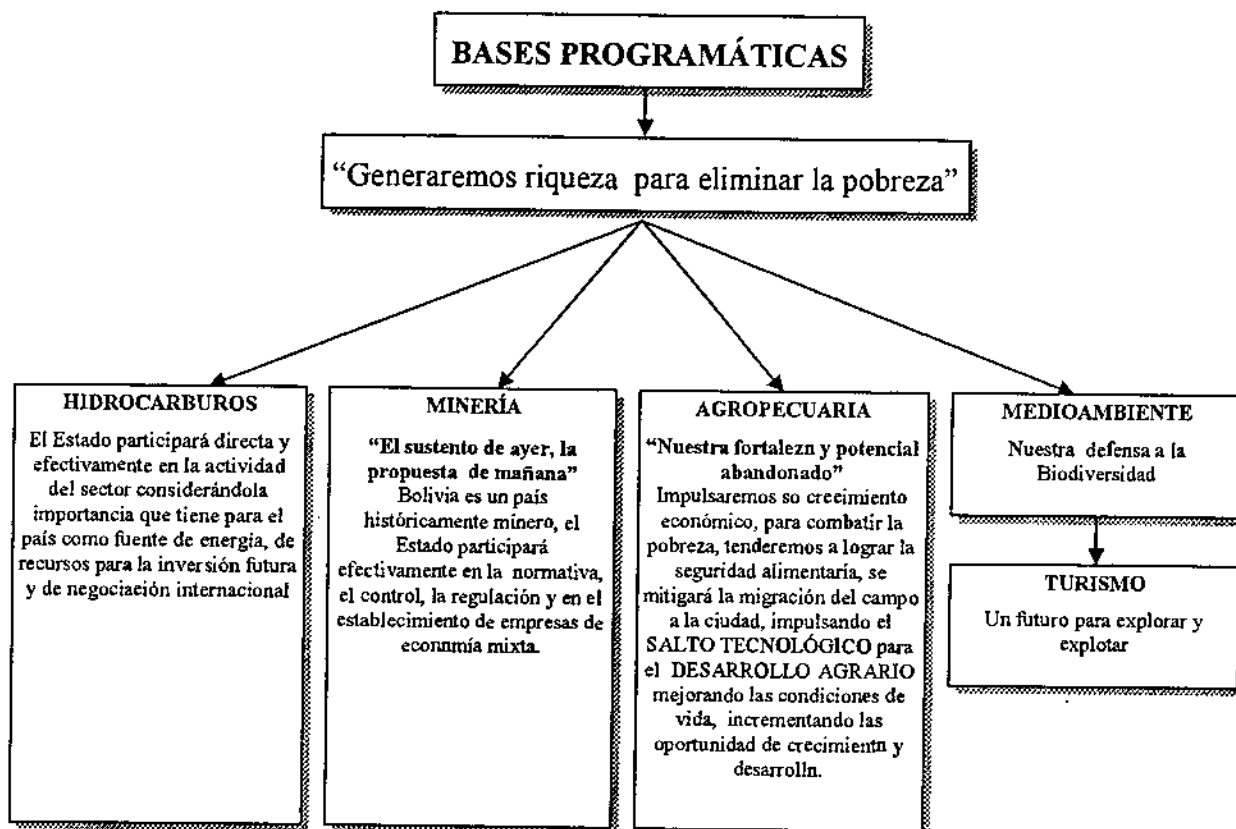 BASES PROGRAMÁTICAS
“Generaremos riqueza para eliminar la pobreza”
HIDROCARBUROS
El Estado participará directa y
efectivamente en la actividad
del sector considerándola
importancia que tiene para el
país como fuente de energía, de
recursos para la inversión futura
y de negociación internacional
MINERÍA
“El sustento de ayer, la
propuesta de mañana”
Bolivia es un país
históricamente minero, el
Estado participará
efectivamente en la normativa,
el control, la regulación y en el
establecimiento de empresas de
econnmía mixta.
AGROPECUARIA
“Nuestra fortalezn y potencial
abandonado”
Impulsaremos so crecimiento
económico, para combatir la
pobreza, tenderemos a lograr la
seguridad alimentaría, se
mitigará la migración del campo
a la ciudad, impulsando el
SALTO TECNOLÓGICO para
el DESARROLLO AGRARIO
mejorando las condiciones de
vida, incrementando las
oportunidad de crecimientn y
desarrolln.
MEDIOAMBIENTE
Nuestra defensa a la
Biodiversidad
TURISMO
Un futuro para explorar y
explotar